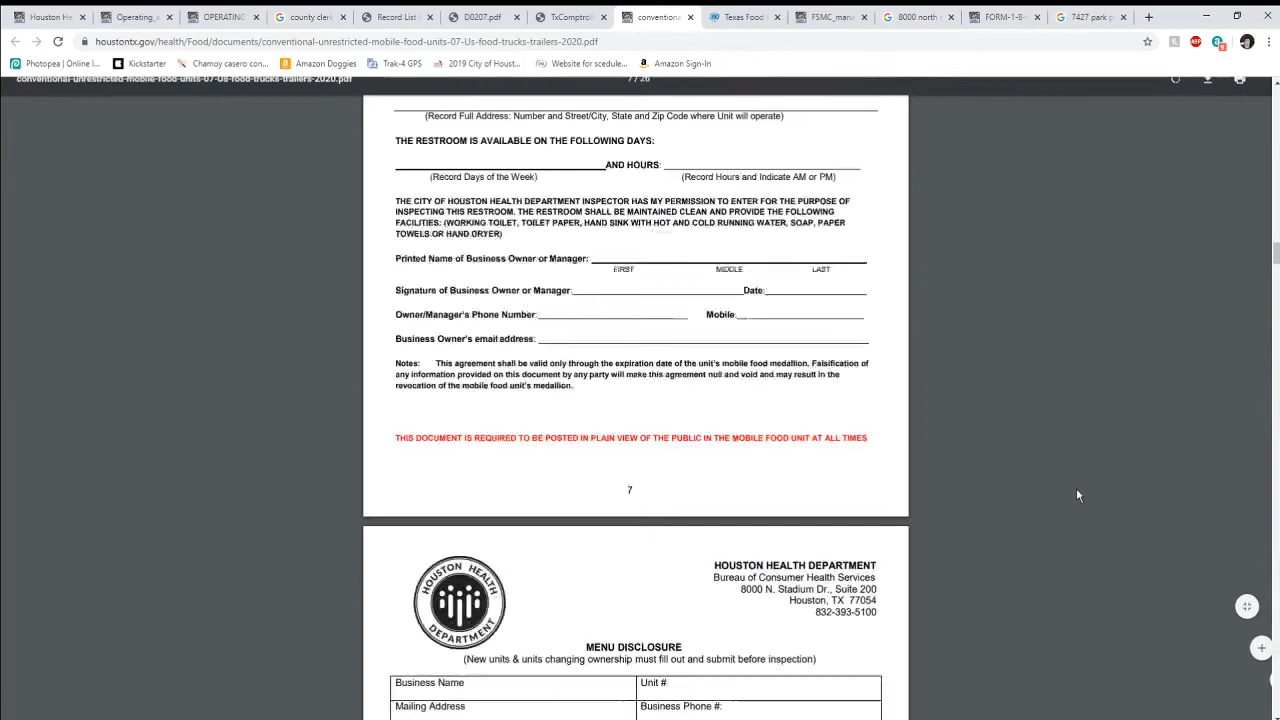 Houston He
Operating_a
OPERATING
county clerk
Record List
D0207.pdf
TxComptroll
conventiona
Texas Food
FSMC_mana
8000 north s
FORM-1-8-
7427 park p
houstontx.gov/health/Food/documents/conventional-unrestricted-mobile-food-units-07-Us-food-trucks-trailers-2020.pdf
Photopea | Online I...
Kickstarter
Chamoy casero con...
Amazon Doggies
Trak-4 GPS
2019 City of Houst...
Website for scedule...
Amazon Sign-In
conventional-unrestricted-mobile-food-units-07-Us-food-trucks-trailers-2020.pdf
7 / 26
(Record Full Address: Number and Street/City, State and Zip Code where Unit will operate)
THE RESTROOM IS AVAILABLE ON THE FOLLOWING DAYS:
AND HOURS:
(Record Days of the Week) (Record Hours and Indicate AM or PM)
THE CITY OF HOUSTON HEALTH DEPARTMENT INSPECTOR HAS MY PERMISSION TO ENTER FOR THE PURPOSE OF
INSPECTING THIS RESTROOM. THE RESTROOM SHALL BE MAINTAINED CLEAN AND PROVIDE THE FOLLOWING
FACILITIES: (WORKING TOILET, TOILET PAPER, HAND SINK WITH HOT AND COLD RUNNING WATER, SOAP, PAPER
TOWELS OR HAND DRYER)
Printed Name of Business Owner or Manager:
FIRST MIDDLE LAST
Signature of Business Owner or Manager: Date:
Owner/Manager's Phone Number: Mobile:
Business Owner's email address:
Notes: This agreement shall be valid only through the expiration date of the unit's mobile food medallion. Falsification of
any information provided on this document by any party will make this agreement null and void and may result in the
revocation of the mobile food unit's medallion.
THIS DOCUMENT IS REQUIRED TO BE POSTED IN PLAIN VIEW OF THE PUBLIC IN THE MOBILE FOOD UNIT AT ALL TIMES
7
HOUSTON HEALTH
DEPARTMENT
HOUSTON HEALTH DEPARTMENT
Bureau of Consumer Health Services
8000 N. Stadium Dr., Suite 200
Houston, TX 77054
832-393-5100
MENU DISCLOSURE
(New units & units changing ownership must fill out and submit before inspection)
Business Name Unit #
Mailing Address Business Phone #: